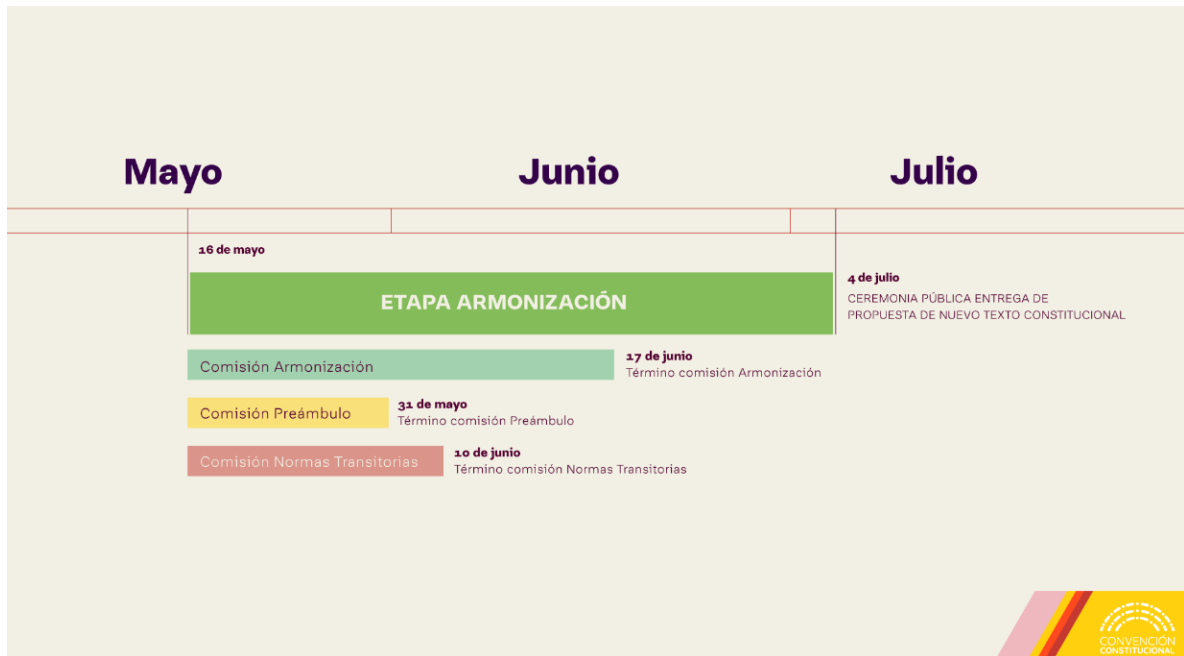 Mayo
Junio
Julio
16 de mayo
ETAPA ARMONIZACIÓN
4 de julio
CEREMONIA PÚBLICA ENTREGA DE
PROPUESTA DE NUEVO TEXTO CONSTITUCIONAL
Comisión Armonización
17 de junio
Término comisión Armonización
Comisión Preámbulo
31 de mayo
Término comisión Preámbulo
Comisión Normas Transitorias
10 de junio
Término comisión Normas Transitorias
CONVENCIÓN
CONSTITUCIONAL